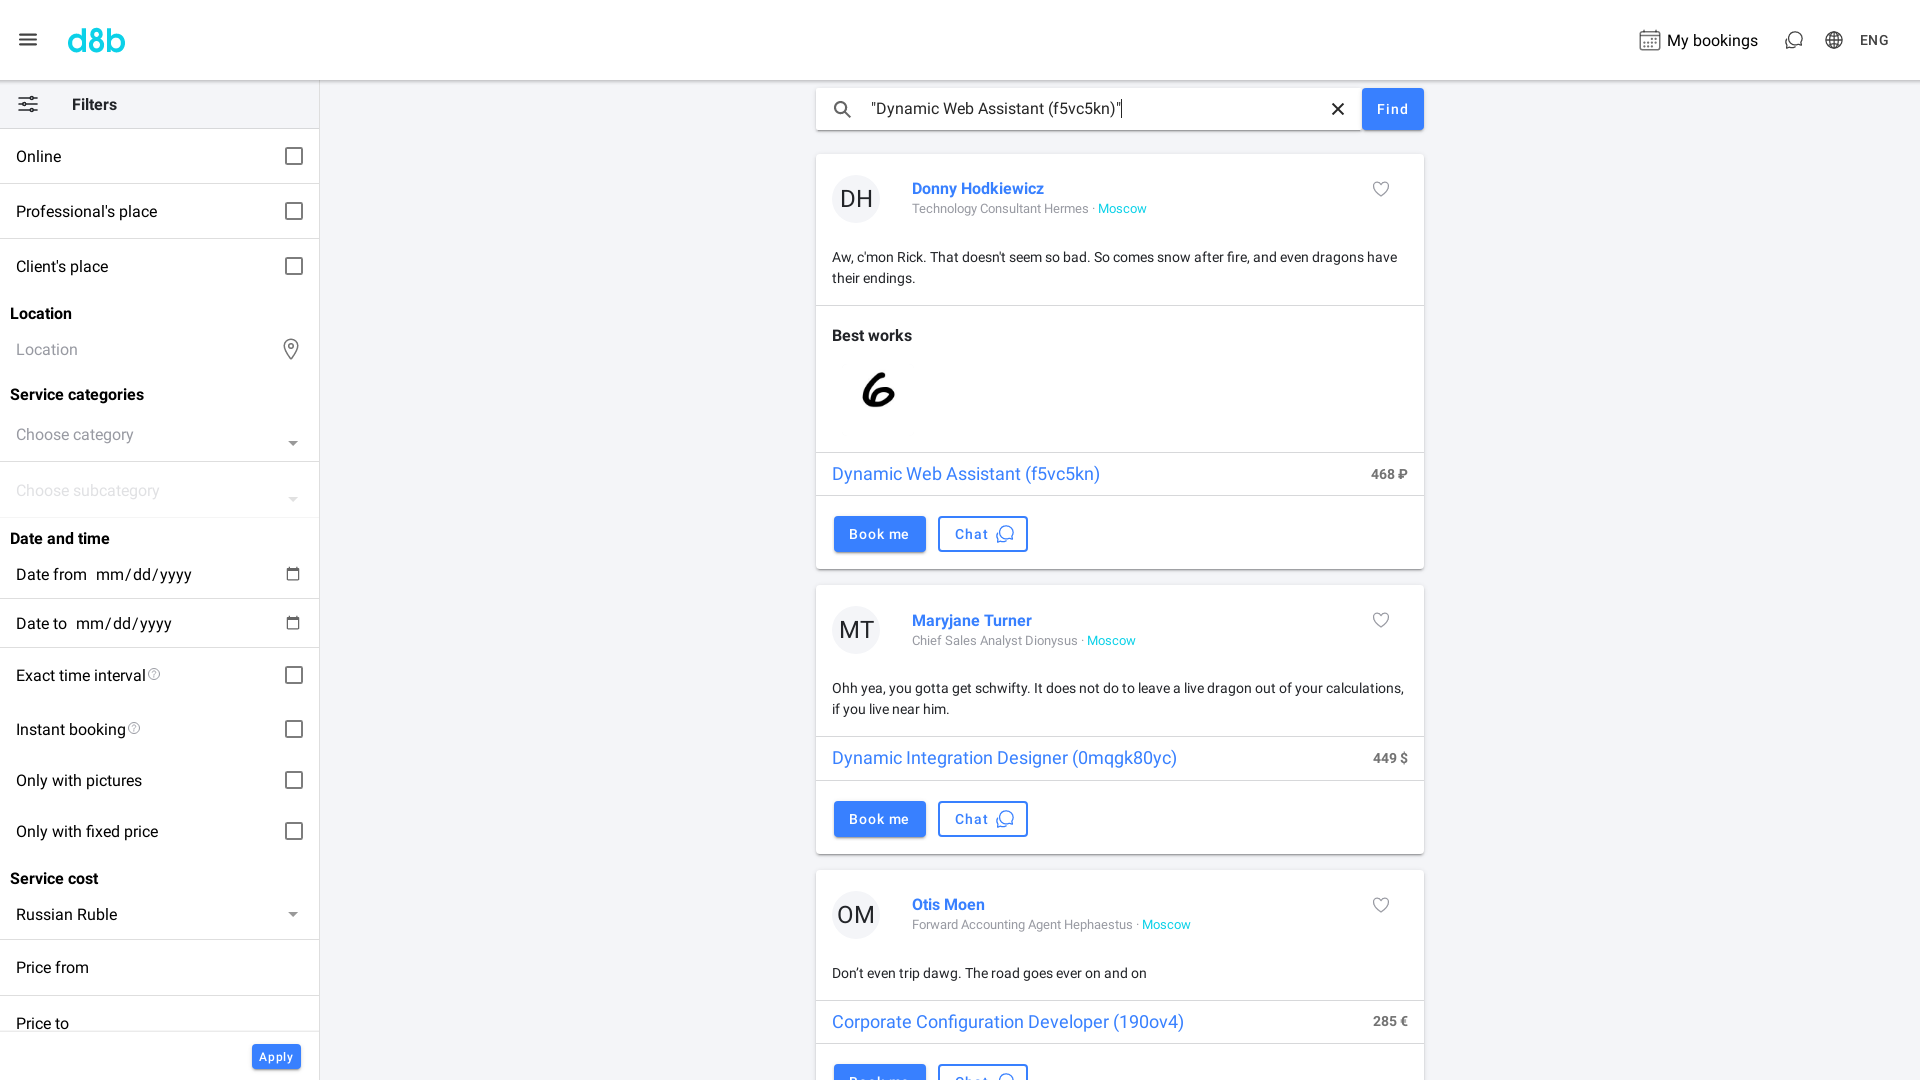 d8b
My bookings
ENG
Filters
Online
Professional's place
Client's place
Location
Location
Service categories
Choose category
Choose subcategory
Date and time
Date from mm/dd/yyyy
Date to mm/dd/yyyy
Exact time interval
Instant booking
Only with pictures
Only with fixed price
Service cost
Russian Ruble
Price from
Price to
Apply
"Dynamic Web Assistant (f5vc5kn)"
Find
DH
Donny Hodkiewicz
Technology Consultant Hermes · Moscow
Aw, c'mon Rick. That doesn't seem so bad. So comes snow after fire, and even dragons have
their endings.
Best works
6
Dynamic Web Assistant (f5vc5kn) 468 ₽
Book me
Chat
MT
Maryjane Turner
Chief Sales Analyst Dionysus · Moscow
Ohh yea, you gotta get schwifty. It does not do to leave a live dragon out of your calculations,
if you live near him.
Dynamic Integration Designer (0mqgk80yc) 449 $
Book me
Chat
OM
Otis Moen
Forward Accounting Agent Hephaestus · Moscow
Don't even trip dawg. The road goes ever on and on
Corporate Configuration Developer (190ov4) 285 €
Book me
Chat